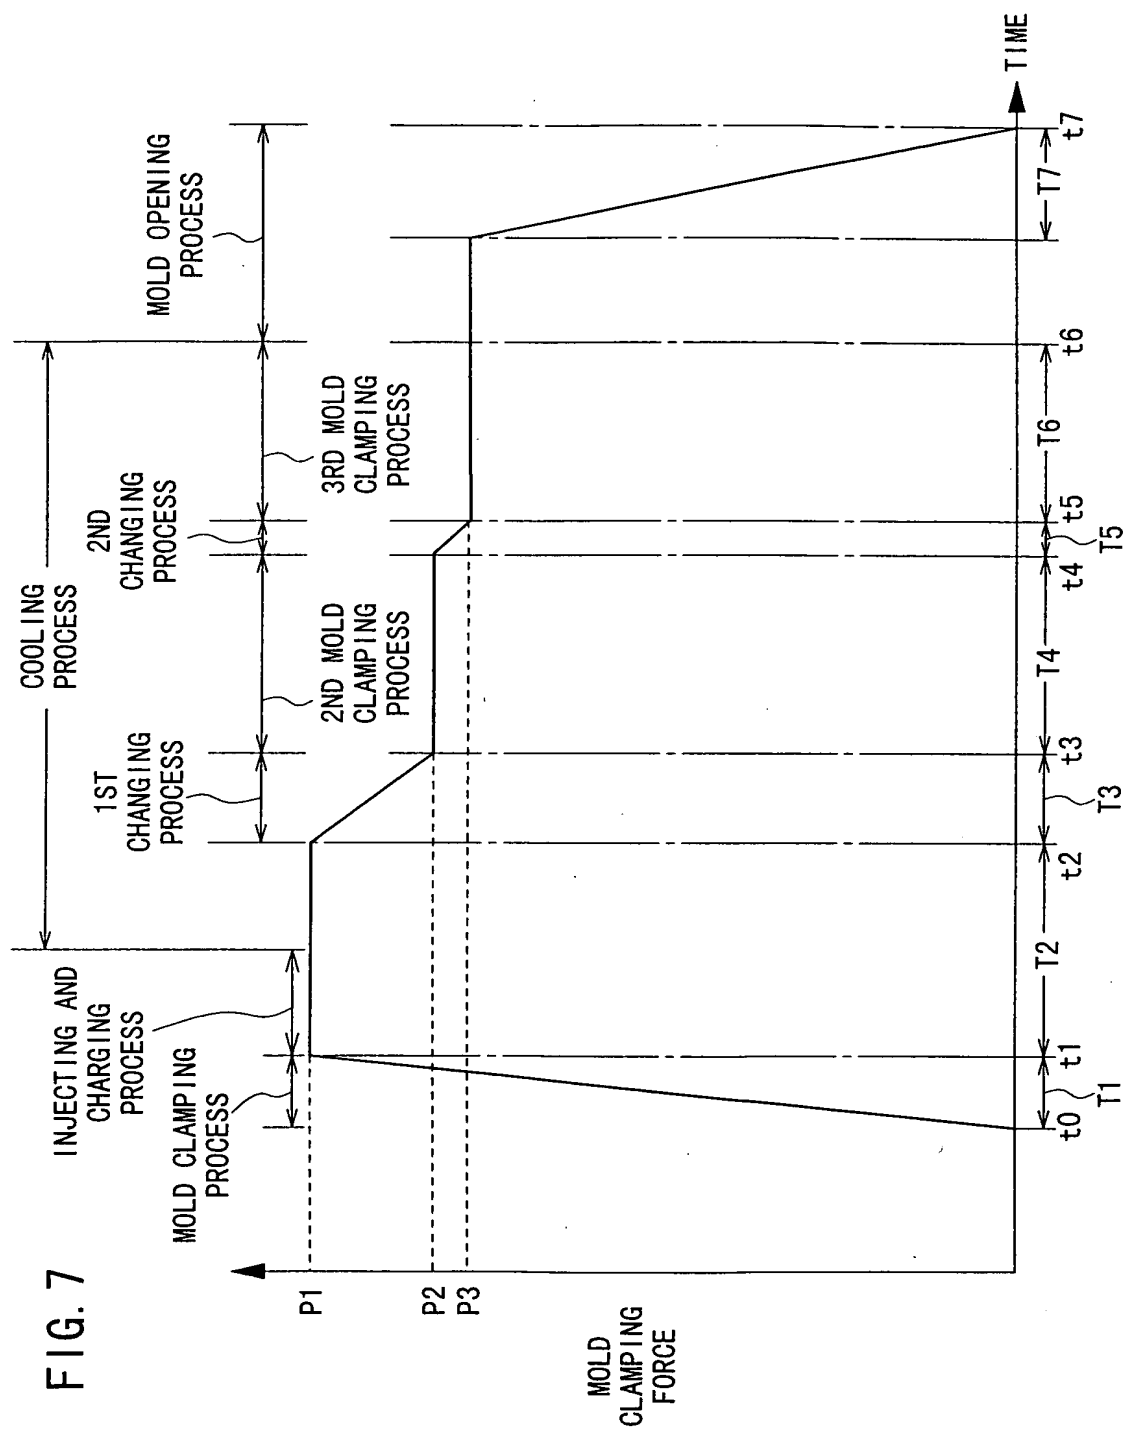 FIG. 7
COOLING
PROCESS
INJECTING AND
CHARGING
PROCESS
1ST
CHANGING
PROCESS
2ND
CHANGING
PROCESS
MOLD OPENING
PROCESS
MOLD CLAMPING
PROCESS
2ND MOLD
CLAMPING
PROCESS
3RD MOLD
CLAMPING
PROCESS
P1
P2
P3
MOLD
CLAMPING
FORCE
TIME
T1
T2
T3
T4
T5
T6
T7
t0
t1
t2
t3
t4
t5
t6
t7